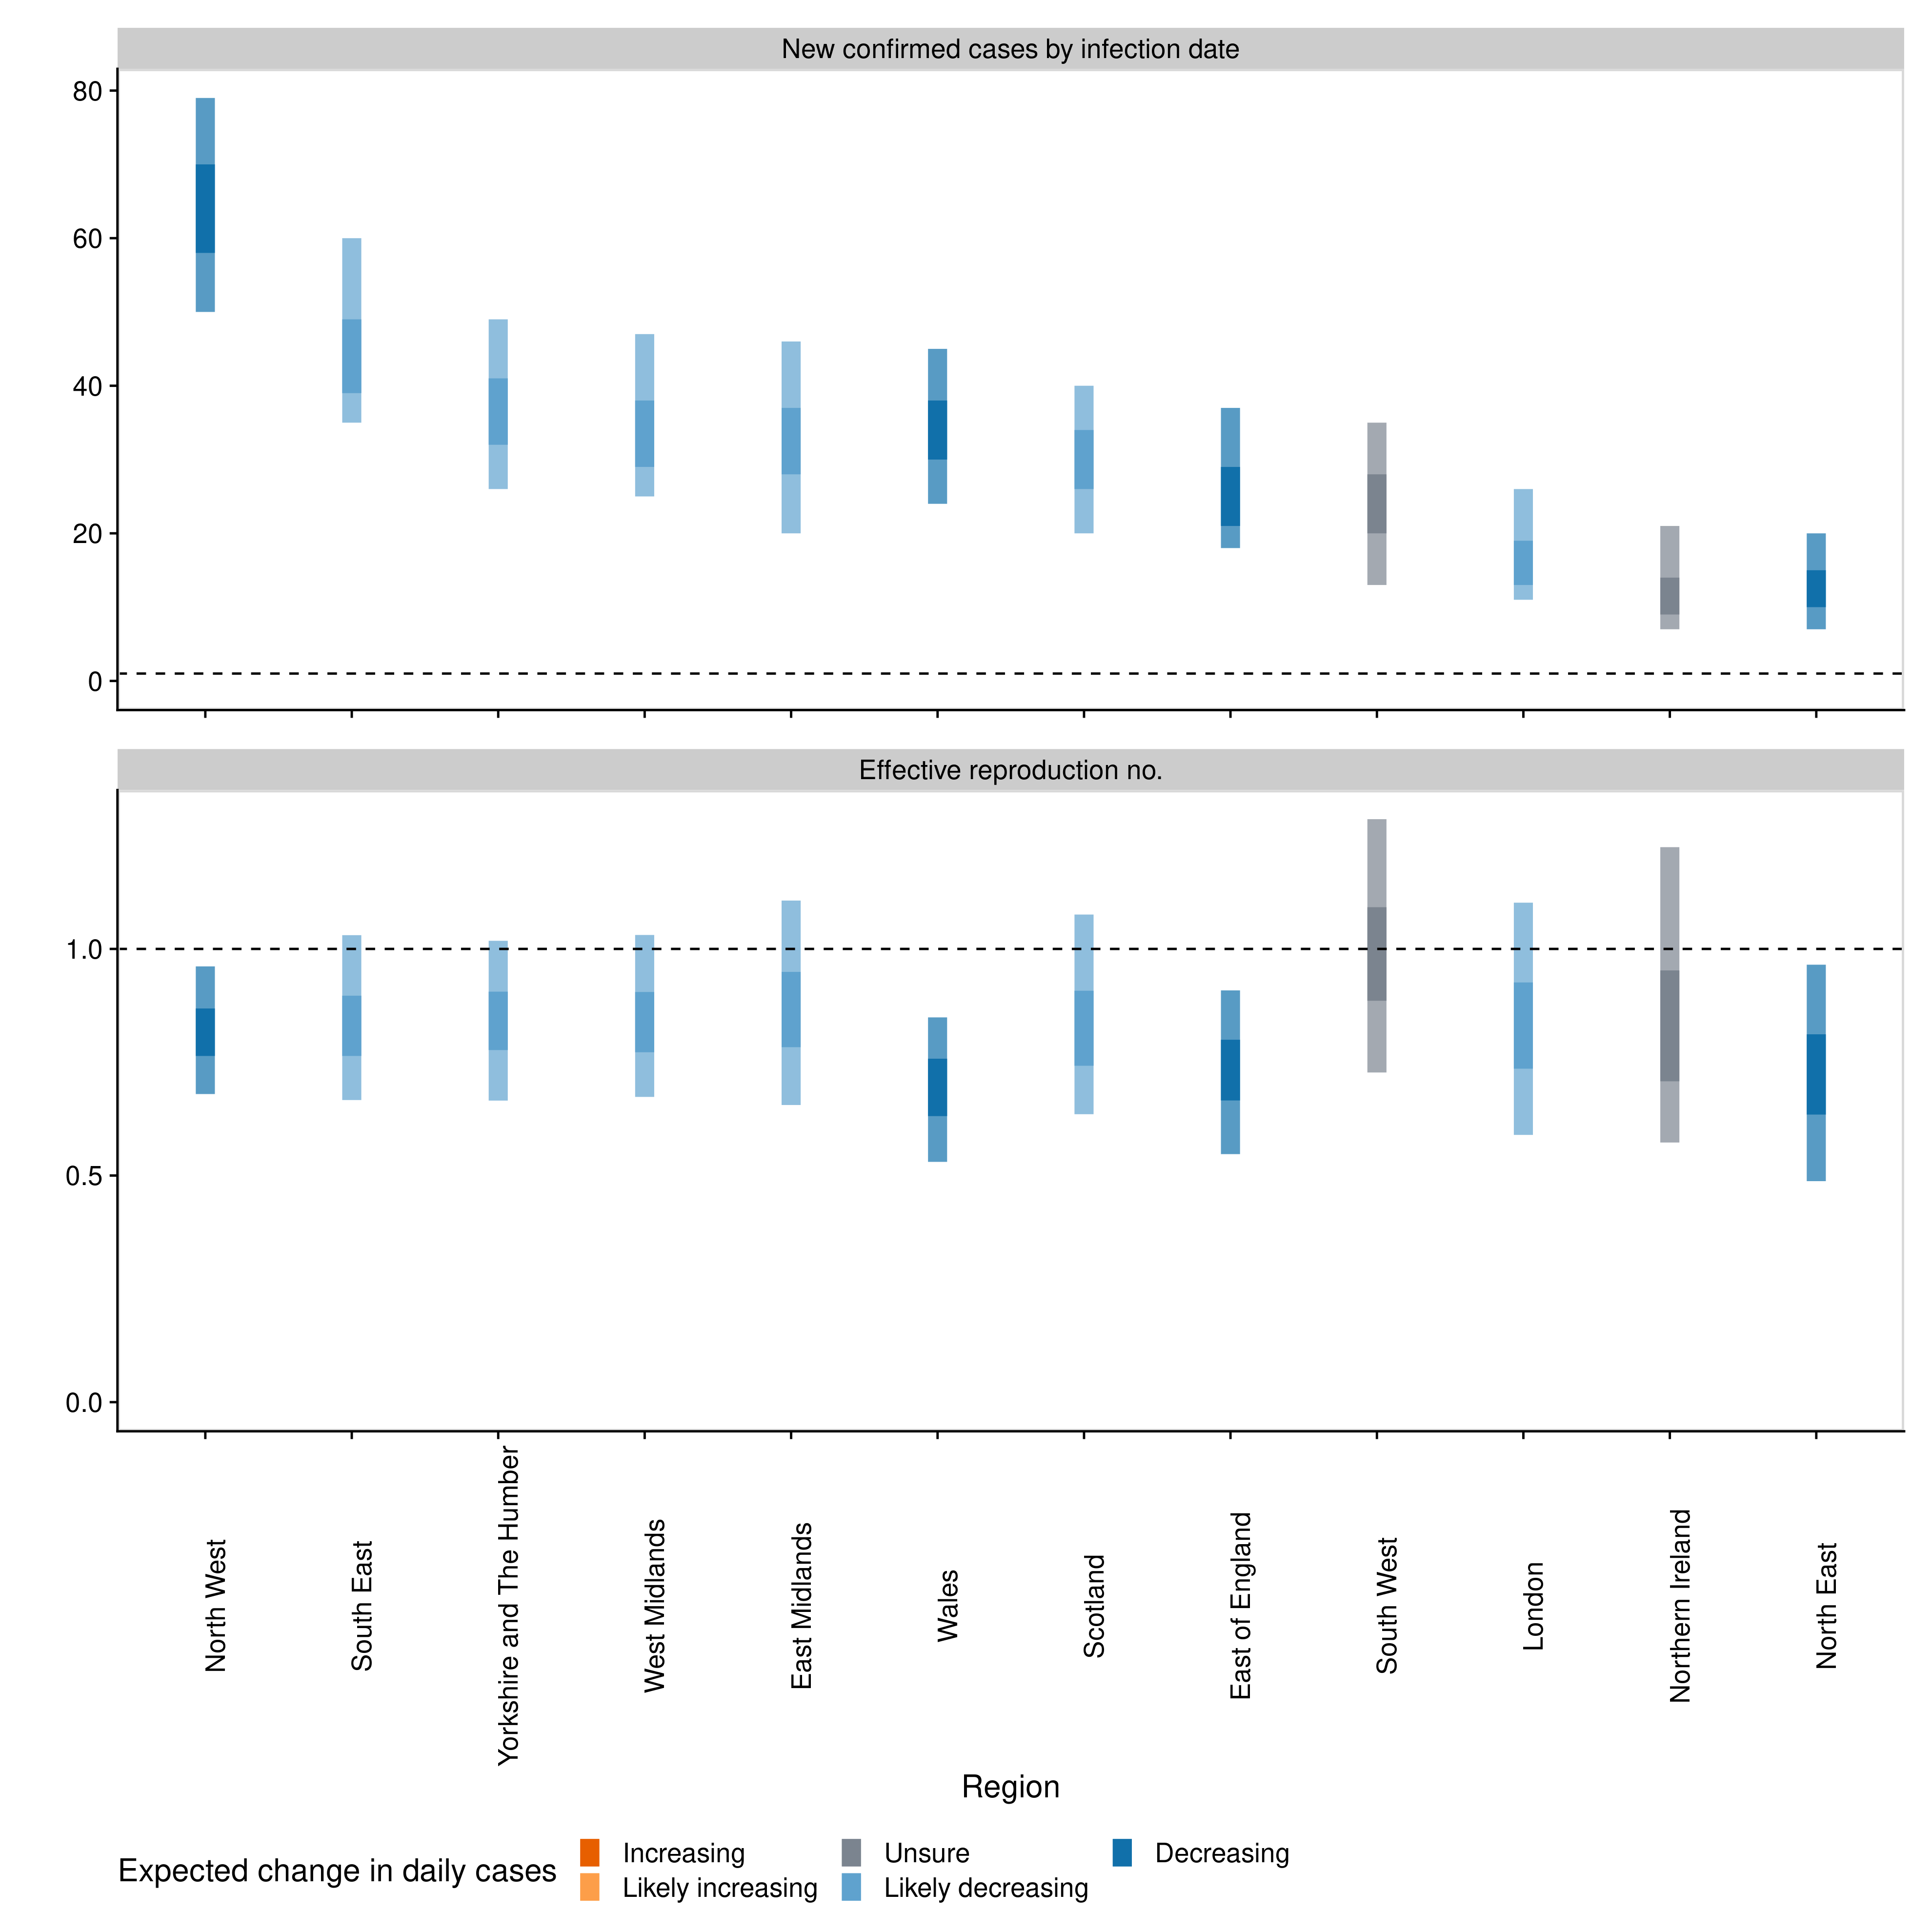 New confirmed cases by infection date
80
60
40
20
0
Effective reproduction no.
1.0
0.5
0.0
North West
South East
Yorkshire and The Humber
West Midlands
East Midlands
Wales
Scotland
East of England
South West
London
Northern Ireland
North East
Region
Expected change in daily cases
Increasing
Likely increasing
Unsure
Likely decreasing
Decreasing